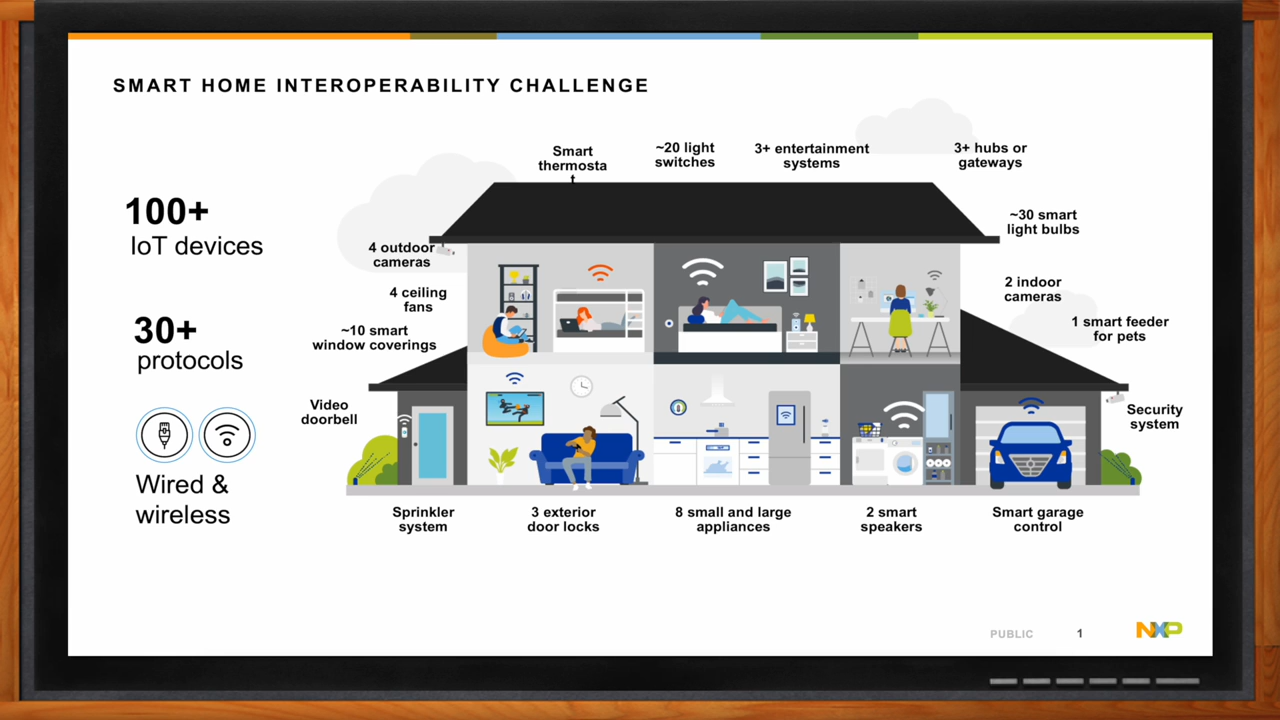 SMART HOME INTEROPERABILITY CHALLENGE
100+
IoT devices
30+
protocols
Wired &
wireless
Smart
thermosta
t
~20 light
switches
3+ entertainment
systems
3+ hubs or
gateways
~30 smart
light bulbs
4 outdoor
cameras
4 ceiling
fans
2 indoor
cameras
~10 smart
window coverings
1 smart feeder
for pets
Video
doorbell
Security
system
Sprinkler
system
3 exterior
door locks
8 small and large
appliances
2 smart
speakers
Smart garage
control
PUBLIC
1
NXP